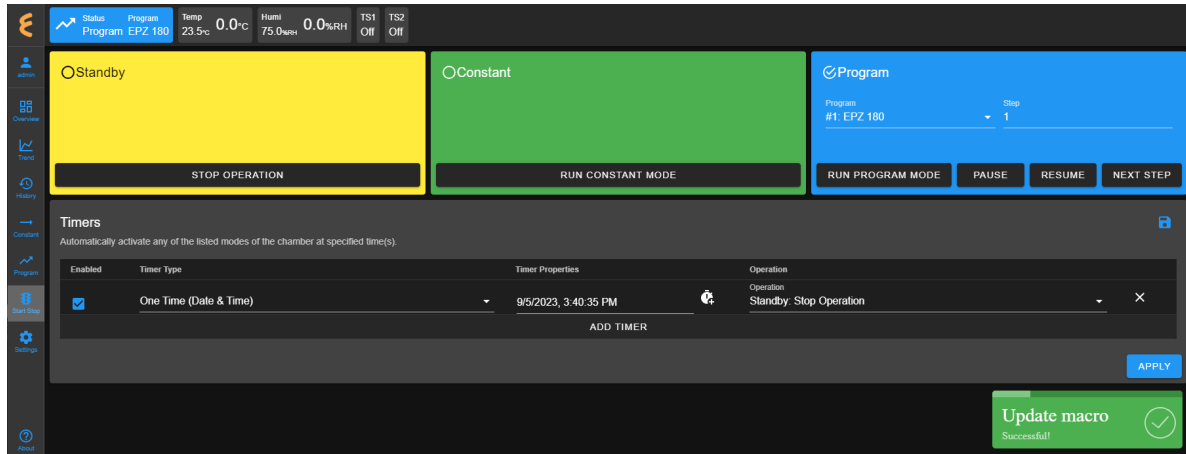 Status Program Temp Humi TS1 TS2
Program EPZ 180 23.5°C 0.0°C 75.0%RH 0.0%RH Off Off
admin
Overview
Trend
History
Constant
Program
Start Stop
Settings
About
Standby
STOP OPERATION
Constant
RUN CONSTANT MODE
Program
Program Step
#1: EPZ 180 1
RUN PROGRAM MODE PAUSE RESUME NEXT STEP
Timers
Automatically activate any of the listed modes of the chamber at specified time(s).
Enabled Timer Type Timer Properties Operation
Operation
One Time (Date & Time) 9/5/2023, 3:40:35 PM Standby: Stop Operation
ADD TIMER
APPLY
Update macro
Successful!